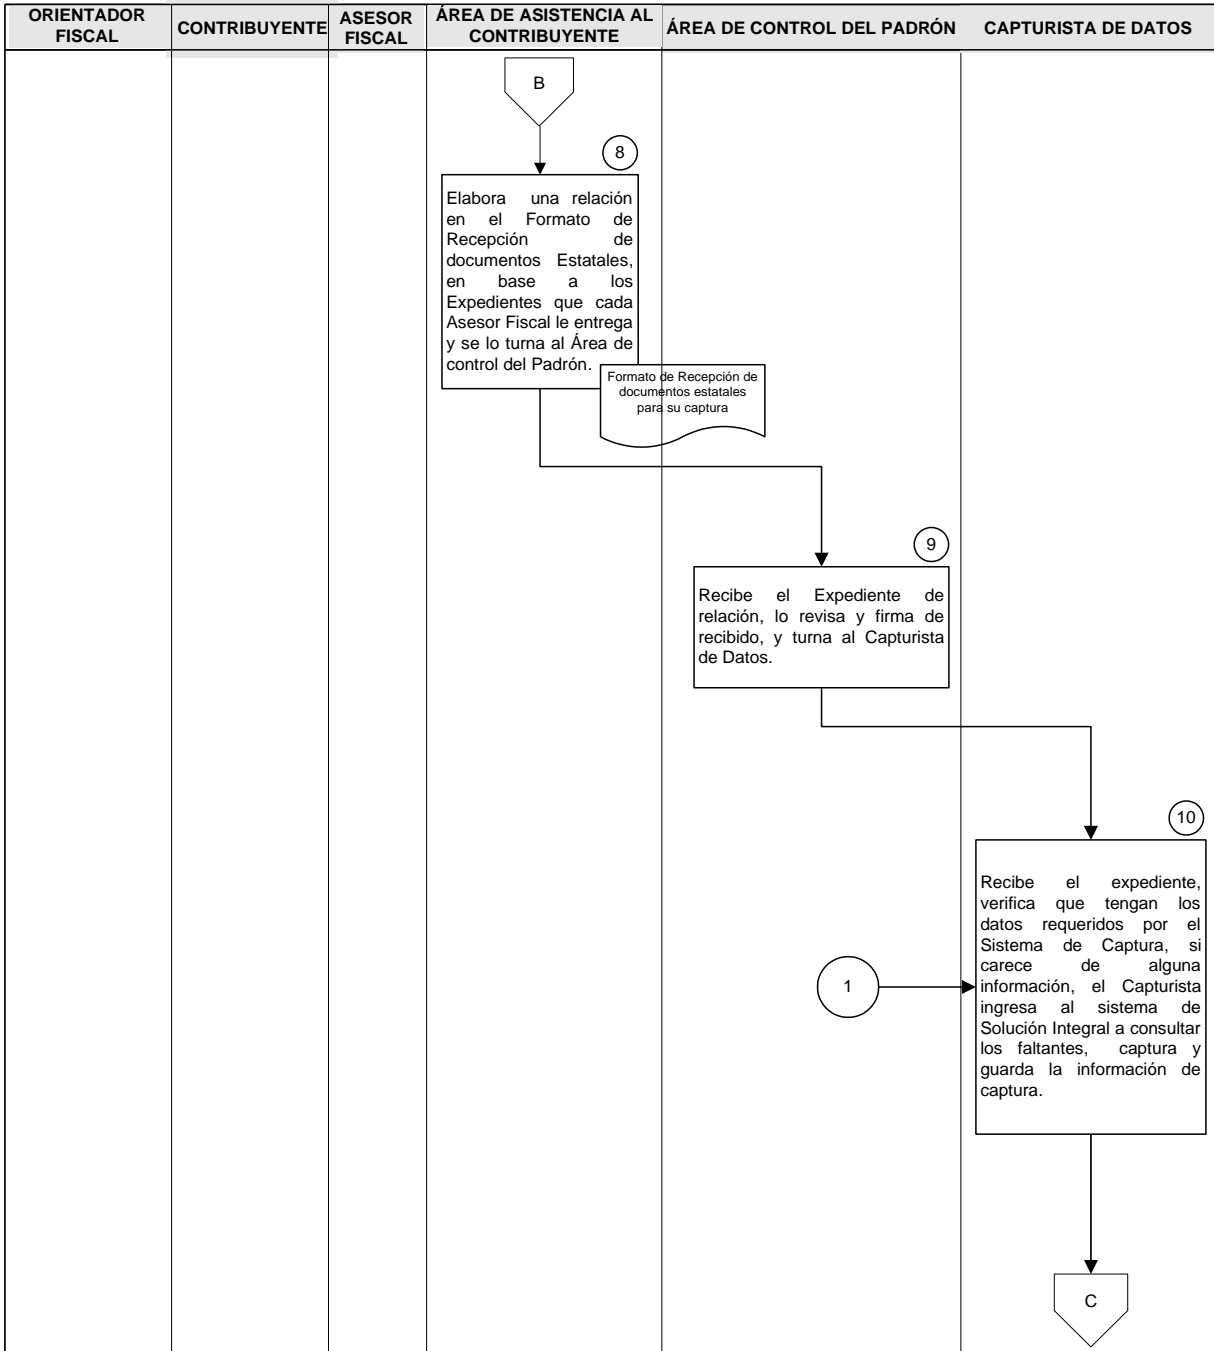 ORIENTADOR
FISCAL
CONTRIBUYENTE
ASESOR
FISCAL
ÁREA DE ASISTENCIA AL
CONTRIBUYENTE
ÁREA DE CONTROL DEL PADRÓN
CAPTURISTA DE DATOS
B
8
Elabora una relación
en el Formato de
Recepción de
documentos Estatales,
en base a los
Expedientes que cada
Asesor Fiscal le entrega
y se lo turna al Área de
control del Padrón.
Formato de Recepción de
documentos estatales
para su captura
9
Recibe el Expediente de
relación, lo revisa y firma de
recibido, y turna al Capturista
de Datos.
10
Recibe el expediente,
verifica que tengan los
datos requeridos por el
Sistema de Captura, si
carece de alguna
información, el Capturista
ingresa al sistema de
Solución Integral a consultar
los faltantes, captura y
guarda la información de
captura.
1
C